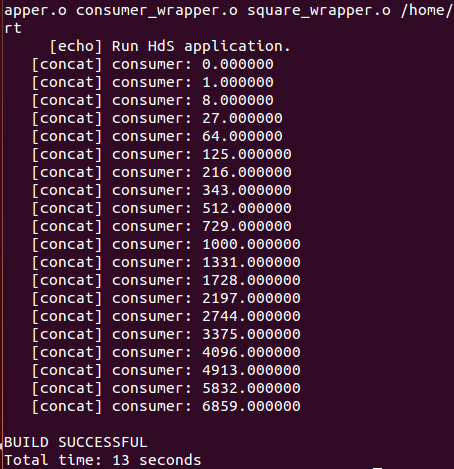 apper.o consumer_wrapper.o square_wrapper.o /home/
rt
[echo] Run HdS application.
[concat] consumer: 0.000000
[concat] consumer: 1.000000
[concat] consumer: 8.000000
[concat] consumer: 27.000000
[concat] consumer: 64.000000
[concat] consumer: 125.000000
[concat] consumer: 216.000000
[concat] consumer: 343.000000
[concat] consumer: 512.000000
[concat] consumer: 729.000000
[concat] consumer: 1000.000000
[concat] consumer: 1331.000000
[concat] consumer: 1728.000000
[concat] consumer: 2197.000000
[concat] consumer: 2744.000000
[concat] consumer: 3375.000000
[concat] consumer: 4096.000000
[concat] consumer: 4913.000000
[concat] consumer: 5832.000000
[concat] consumer: 6859.000000
BUILD SUCCESSFUL
Total time: 13 seconds